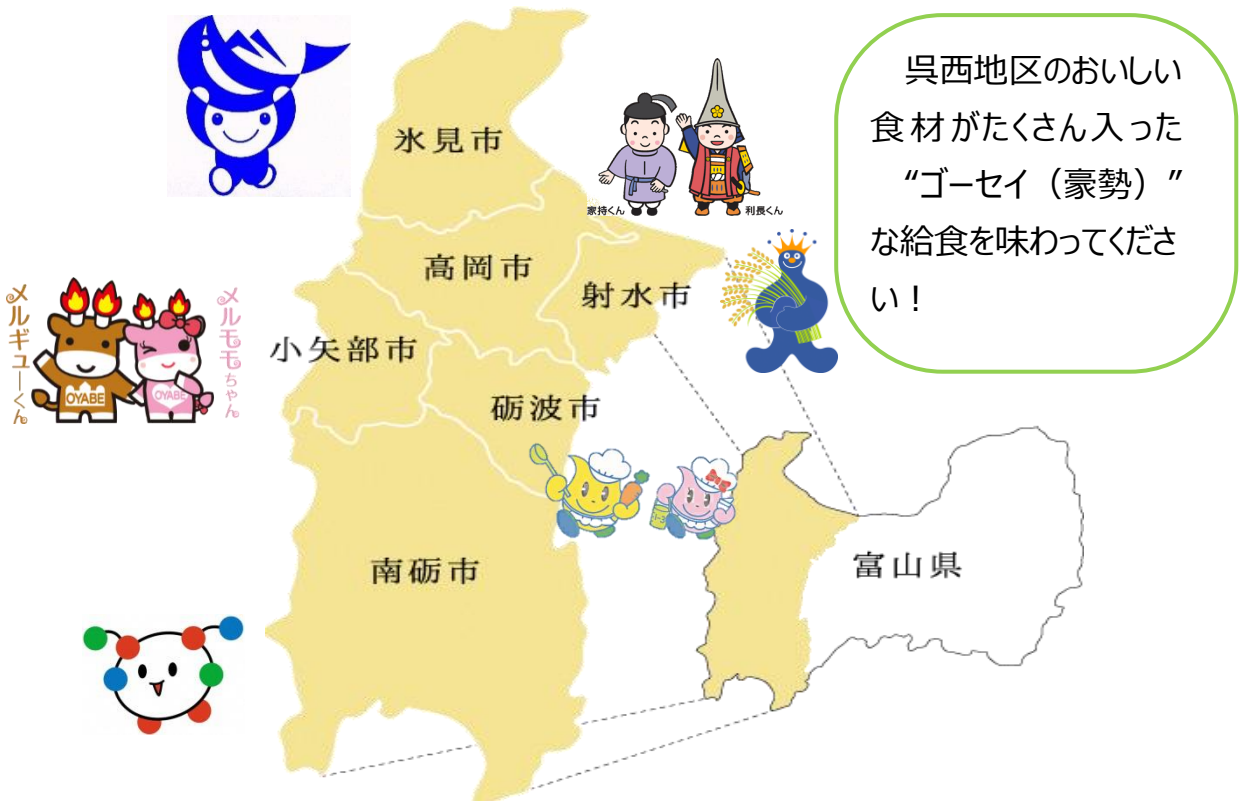 呉西地区のおいしい
食材がたくさん入った
“ゴーセイ（豪勢）”
な給食を味わってくださ
い！
氷見市
家持くん
利長くん
高岡市
射水市
メルギューくん
メルモモちゃん
OYABE
OYABE
小矢部市
砺波市
南砺市
富山県